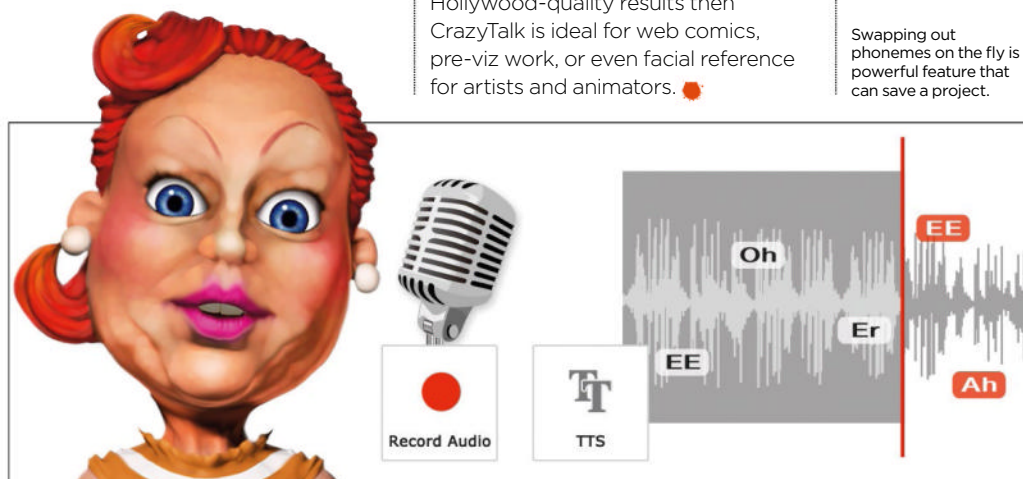 Hollywood-quality results then
CrazyTalk is ideal for web comics,
pre-viz work, or even facial reference
for artists and animators.
Swapping out
phonemes on the fly is
powerful feature that
can save a project.
EE
Oh
Er
EE
Ah
Record Audio
TT
TTS